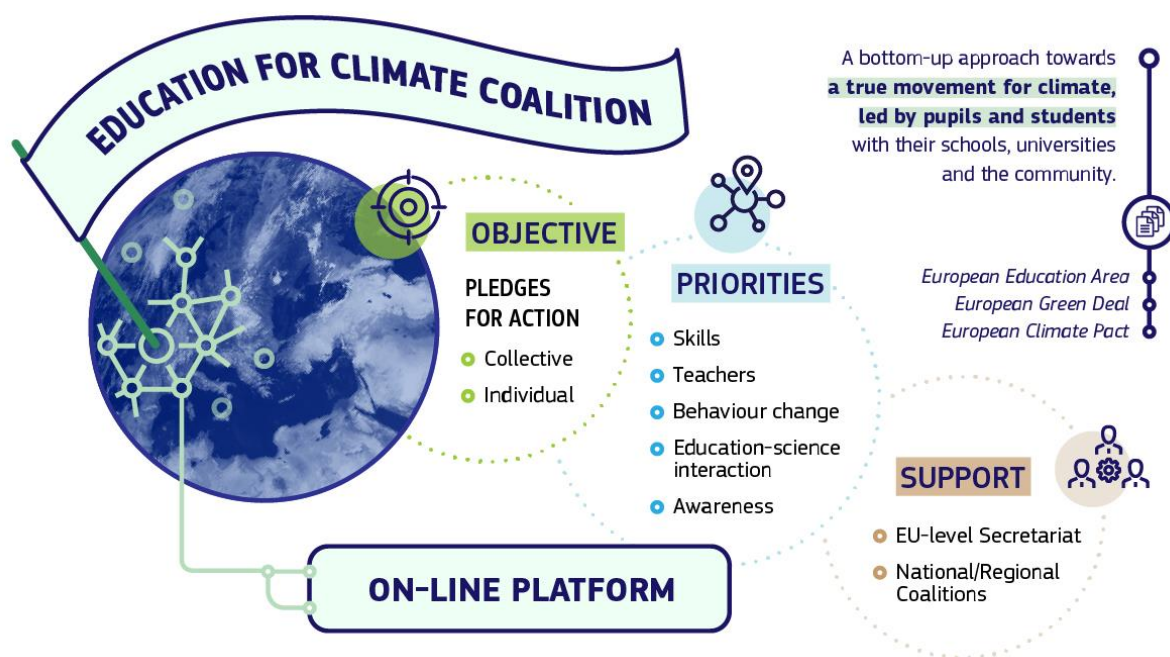 EDUCATION FOR CLIMATE COALITION
A bottom-up approach towards
a true movement for climate,
led by pupils and students
with their schools, universities
and the community.
European Education Area
European Green Deal
European Climate Pact
OBJECTIVE
PLEDGES
FOR ACTION
Collective
Individual
PRIORITIES
Skills
Teachers
Behaviour change
Education-science
interaction
Awareness
SUPPORT
EU-level Secretariat
National/Regional
Coalitions
ON-LINE PLATFORM